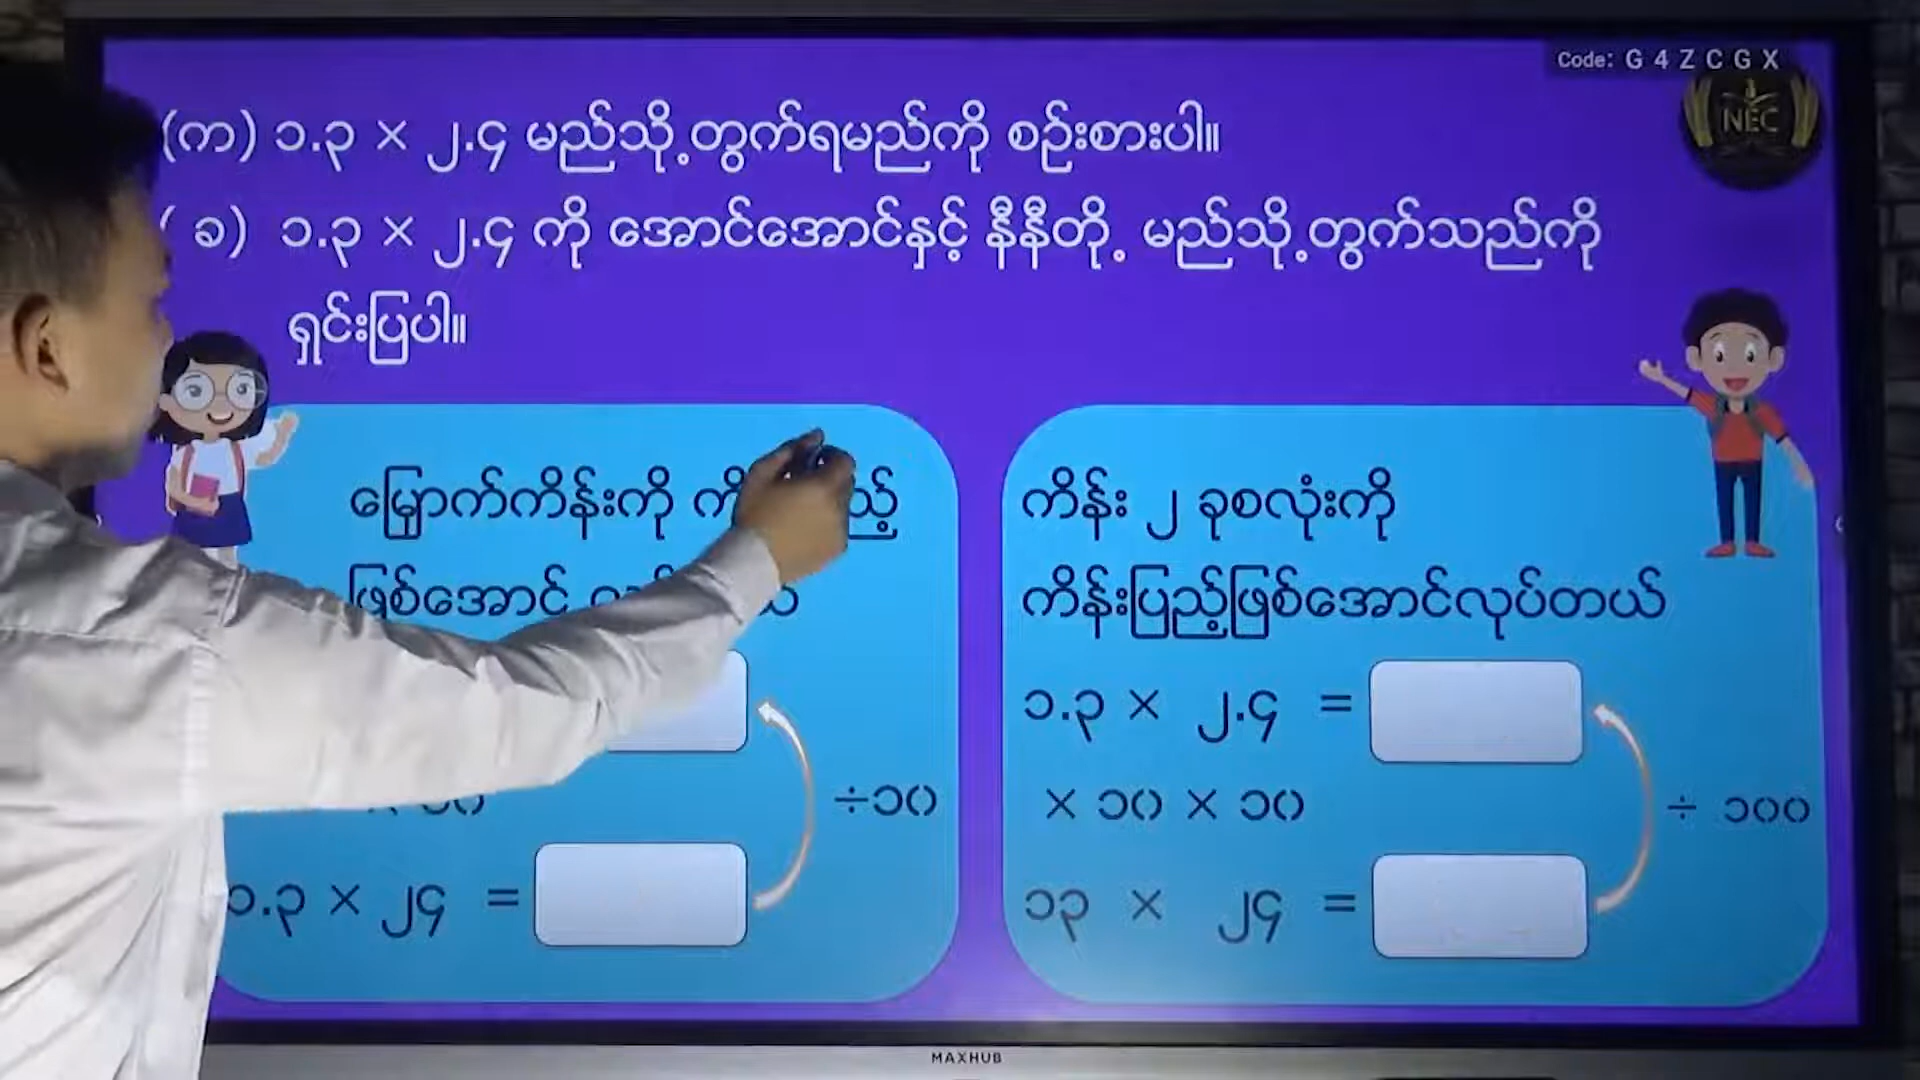 Code: G 4 Z C G X
NEC
(က) ၁.၃ × ၂.၄ မည်သို့တွက်ရမည်ကို စဉ်းစားပါ။
(ခ) ၁.၃ × ၂.၄ ကို အောင်အောင်နှင့် နီနီတို့ မည်သို့တွက်သည်ကို
ရှင်းပြပါ။
မြှောက်ကိန်းကို
ဖြစ်အောင်
÷၁၀
၁.၃ × ၂၄ =
ကိန်း ၂ ခုစလုံးကို
ကိန်းပြည့်ဖြစ်အောင်လုပ်တယ်
၁.၃ × ၂.၄ =
× ၁၀ × ၁၀
÷ ၁၀၀
၁၃ × ၂၄ =
MAXHUB